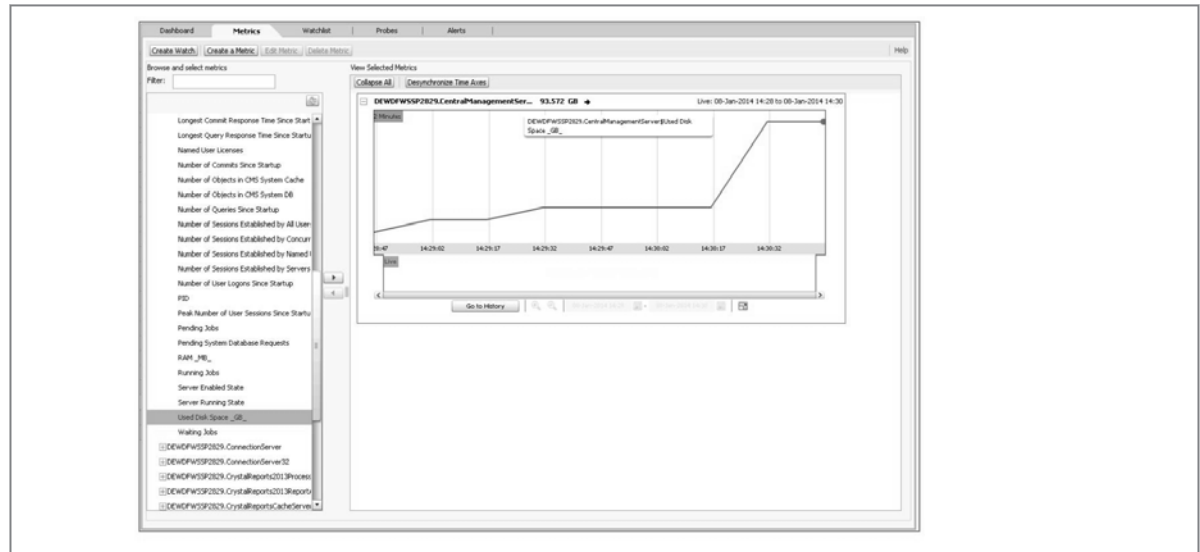 Dashboard Metrics Watchlist Probes Alerts
Create Watch Create a Metric Edit Metric Delete Metric Help
Browse and select metrics
Filter:
Longest Commit Response Time Since Start
Longest Query Response Time Since Startu
Named User Licenses
Number of Commits Since Startup
Number of Objects in CMS System Cache
Number of Objects in CMS System DB
Number of Queries Since Startup
Number of Sessions Established by All User
Number of Sessions Established by Concurr
Number of Sessions Established by Named
Number of Sessions Established by Servers
Number of User Logons Since Startup
PID
Peak Number of User Sessions Since Startu
Pending Jobs
Pending System Database Requests
RAM _MB_
Running Jobs
Server Enabled State
Server Running State
Used Disk Space _GB_
Waiting Jobs
DEWDFWSSP2829.ConnectionServer
DEWDFWSSP2829.ConnectionServer32
DEWDFWSSP2829.CrystalReports2013Process
DEWDFWSSP2829.CrystalReports2013Report
DEWDFWSSP2829.CrystalReportsCacheServer
View Selected Metrics
Collapse All Desynchronize Time Axes
DEWDFWSSP2829.CentralManagementSer... 93.572 GB Live: 08-Jan-2014 14:28 to 08-Jan-2014 14:30
2 Minutes
DEWDFWSSP2829.CentralManagementServer$Used Disk
Space _GB_
14:29:02 14:29:17 14:29:32 14:29:47 14:30:02 14:30:17 14:30:32
Live
Go to History